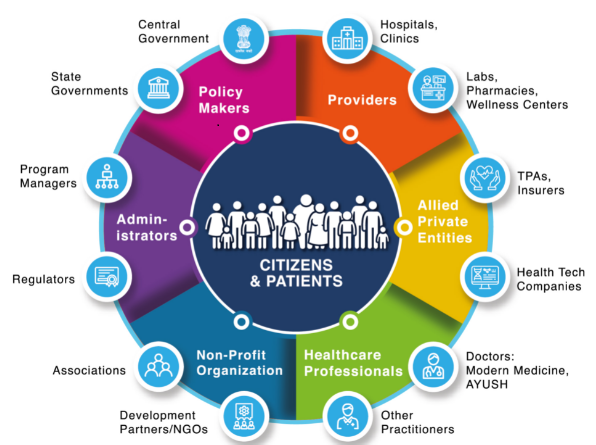 Central
Government
Hospitals,
Clinics
State
Governments
Policy
Makers
Providers
Labs,
Pharmacies,
Wellness Centers
Program
Managers
TPAs,
Insurers
Admin-
istrators
Allied
Private
Entities
CITIZENS
& PATIENTS
Regulators
Health Tech
Companies
Non-Profit
Organization
Healthcare
Professionals
Associations
Doctors:
Modern Medicine,
AYUSH
Development
Partners/NGOs
Other
Practitioners